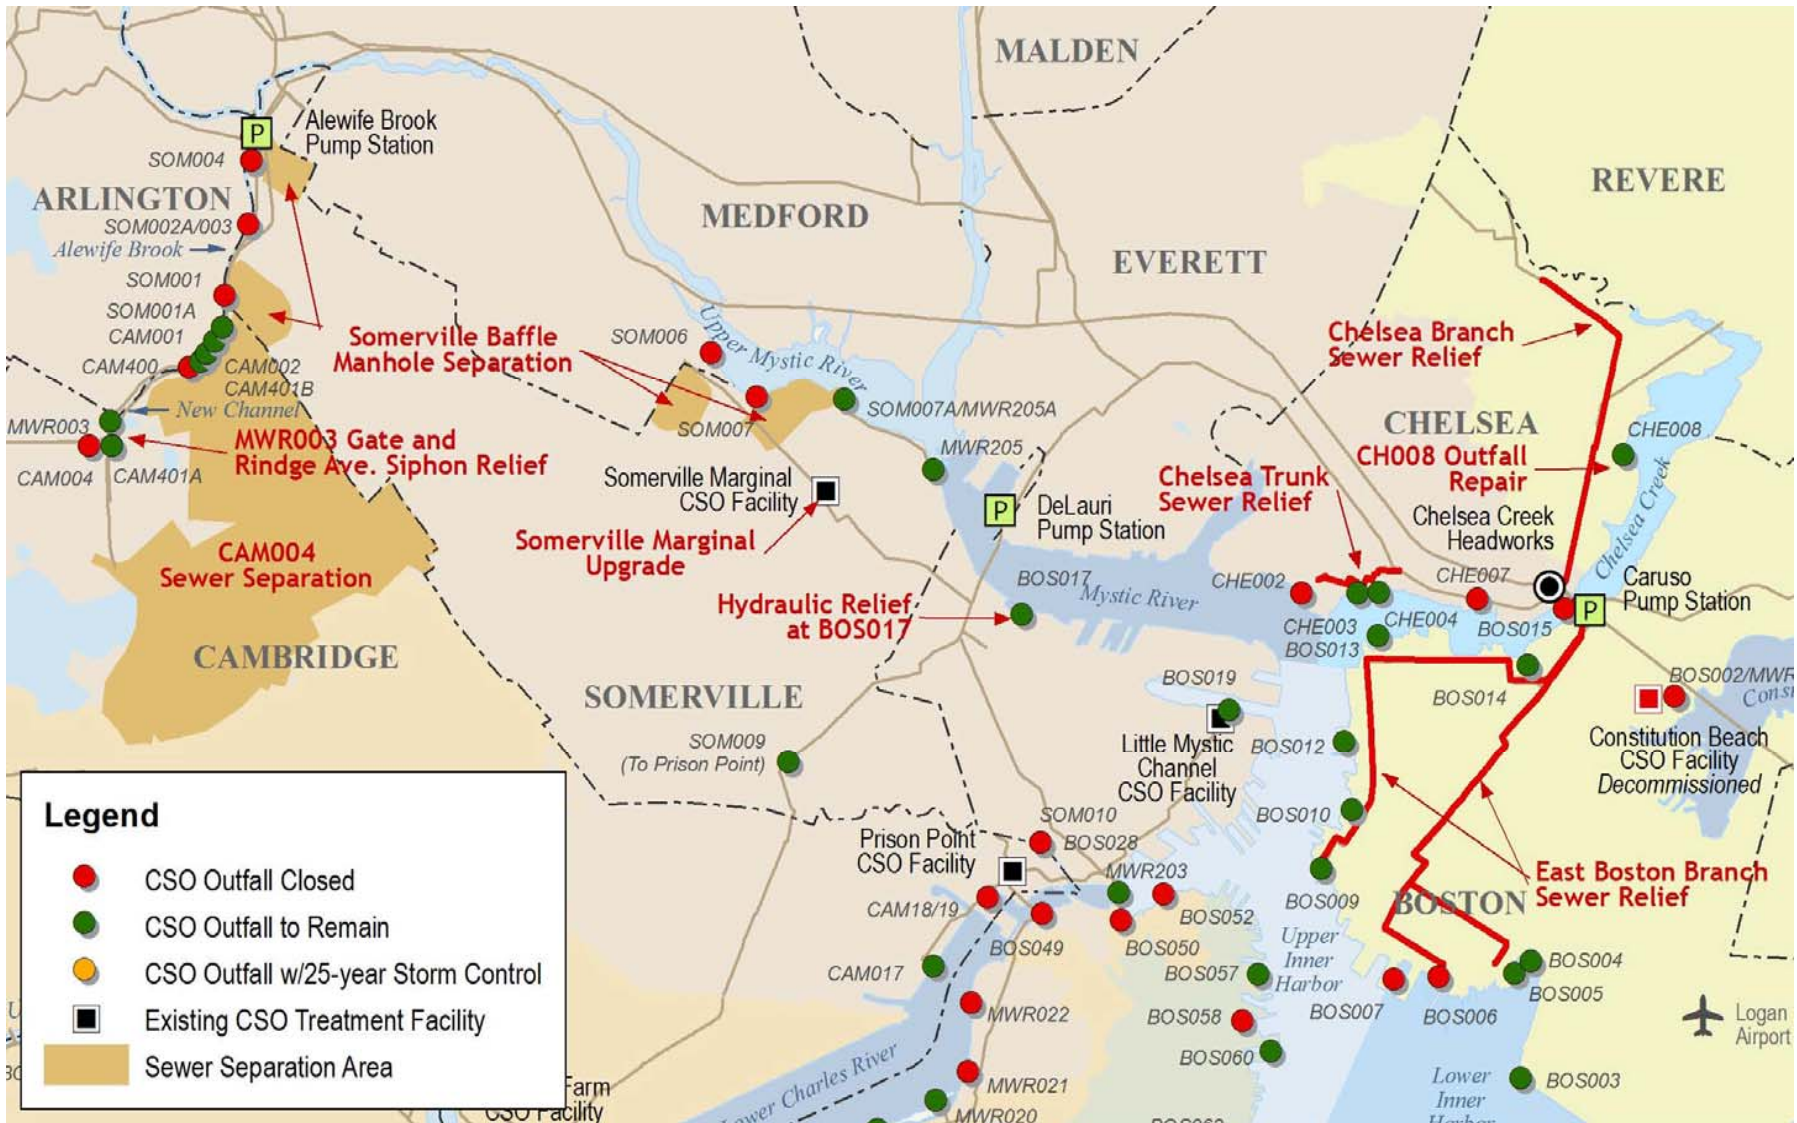 MALDEN
Alewife Brook
Pump Station
SOM004
ARLINGTON
SOM002A/003
Alewife Brook
REVERE
MEDFORD
EVERETT
SOM001
SOM001A
CAM001
CAM400
CAM002
CAM401B
New Channel
MWR003
CAM004
CAM401A
MWR003 Gate and
Rindge Ave. Siphon Relief
Somerville Baffle
Manhole Separation
SOM006
Upper Mystic River
SOM007
SOM007A/MWR205A
MWR205
Chelsea Branch
Sewer Relief
CHELSEA
CHE008
CH008 Outfall
Repair
Chelsea Trunk
Sewer Relief
Somerville Marginal
CSO Facility
P
P
P
DeLauri
Pump Station
Chelsea Creek
Headworks
Chelsea Creek
Somerville Marginal
Upgrade
CAM004
Sewer Separation
BOS017
Mystic River
CHE002
CHE007
Caruso
Pump Station
Hydraulic Relief
at BOS017
CHE003
CHE004
BOS013
BOS015
CAMBRIDGE
SOMERVILLE
BOS019
BOS014
BOS002/MWR
SOM009
(To Prison Point)
Little Mystic
Channel
CSO Facility
BOS012
Constitution Beach
CSO Facility
Decommissioned
BOS010
SOM010
BOS028
Prison Point
CSO Facility
MWR203
East Boston Branch
Sewer Relief
BOSTON
CAM18/19
BOS049
BOS050
BOS052
BOS009
Upper
Inner
Harbor
CAM017
BOS057
BOS004
BOS005
MWR022
BOS058
BOS007
BOS006
Logan
Airport
BOS060
MWR021
Lower Charles River
MWR020
Lower
Inner
Harbor
BOS003
Legend
CSO Outfall Closed
CSO Outfall to Remain
CSO Outfall w/25-year Storm Control
Existing CSO Treatment Facility
Sewer Separation Area
Farm
CSO Facility